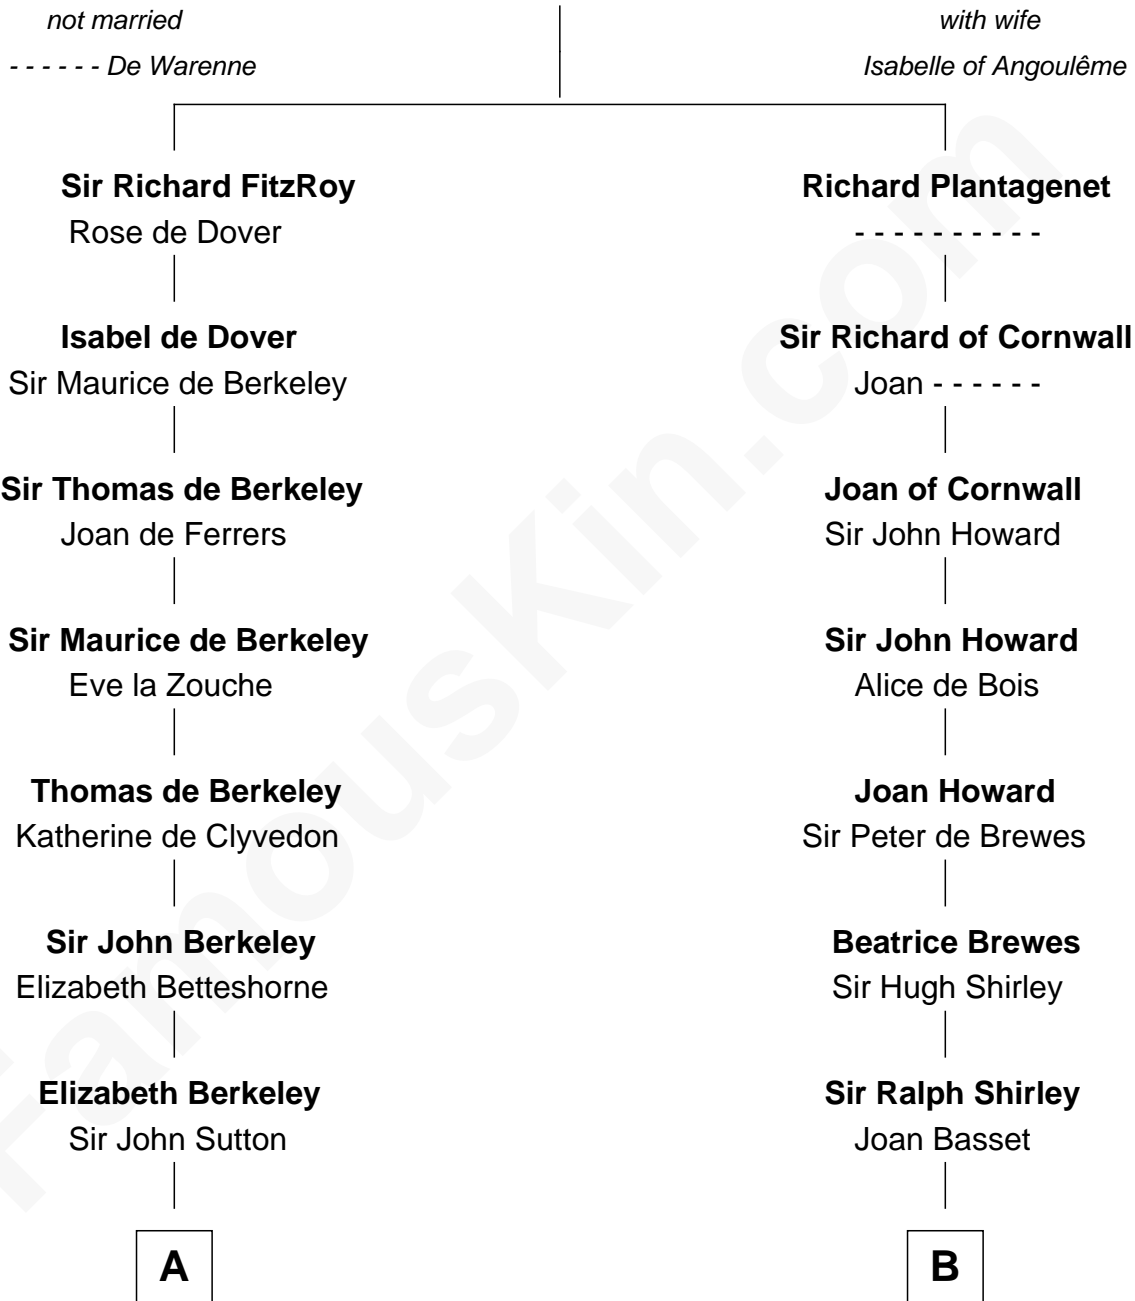 not married
- - - - - - De Warenne
with wife
Isabelle of Angoulême
Sir Richard FitzRoy
Rose de Dover
Richard Plantagenet
- - - - - - - - - -
Isabel de Dover
Sir Maurice de Berkeley
Sir Richard of Cornwall
Joan - - - - - -
Sir Thomas de Berkeley
Joan de Ferrers
Joan of Cornwall
Sir John Howard
Sir Maurice de Berkeley
Eve la Zouche
Sir John Howard
Alice de Bois
Thomas de Berkeley
Katherine de Clyvedon
Joan Howard
Sir Peter de Brewes
Sir John Berkeley
Elizabeth Betteshorne
Beatrice Brewes
Sir Hugh Shirley
Elizabeth Berkeley
Sir John Sutton
Sir Ralph Shirley
Joan Basset
A
B
FamousKin.com